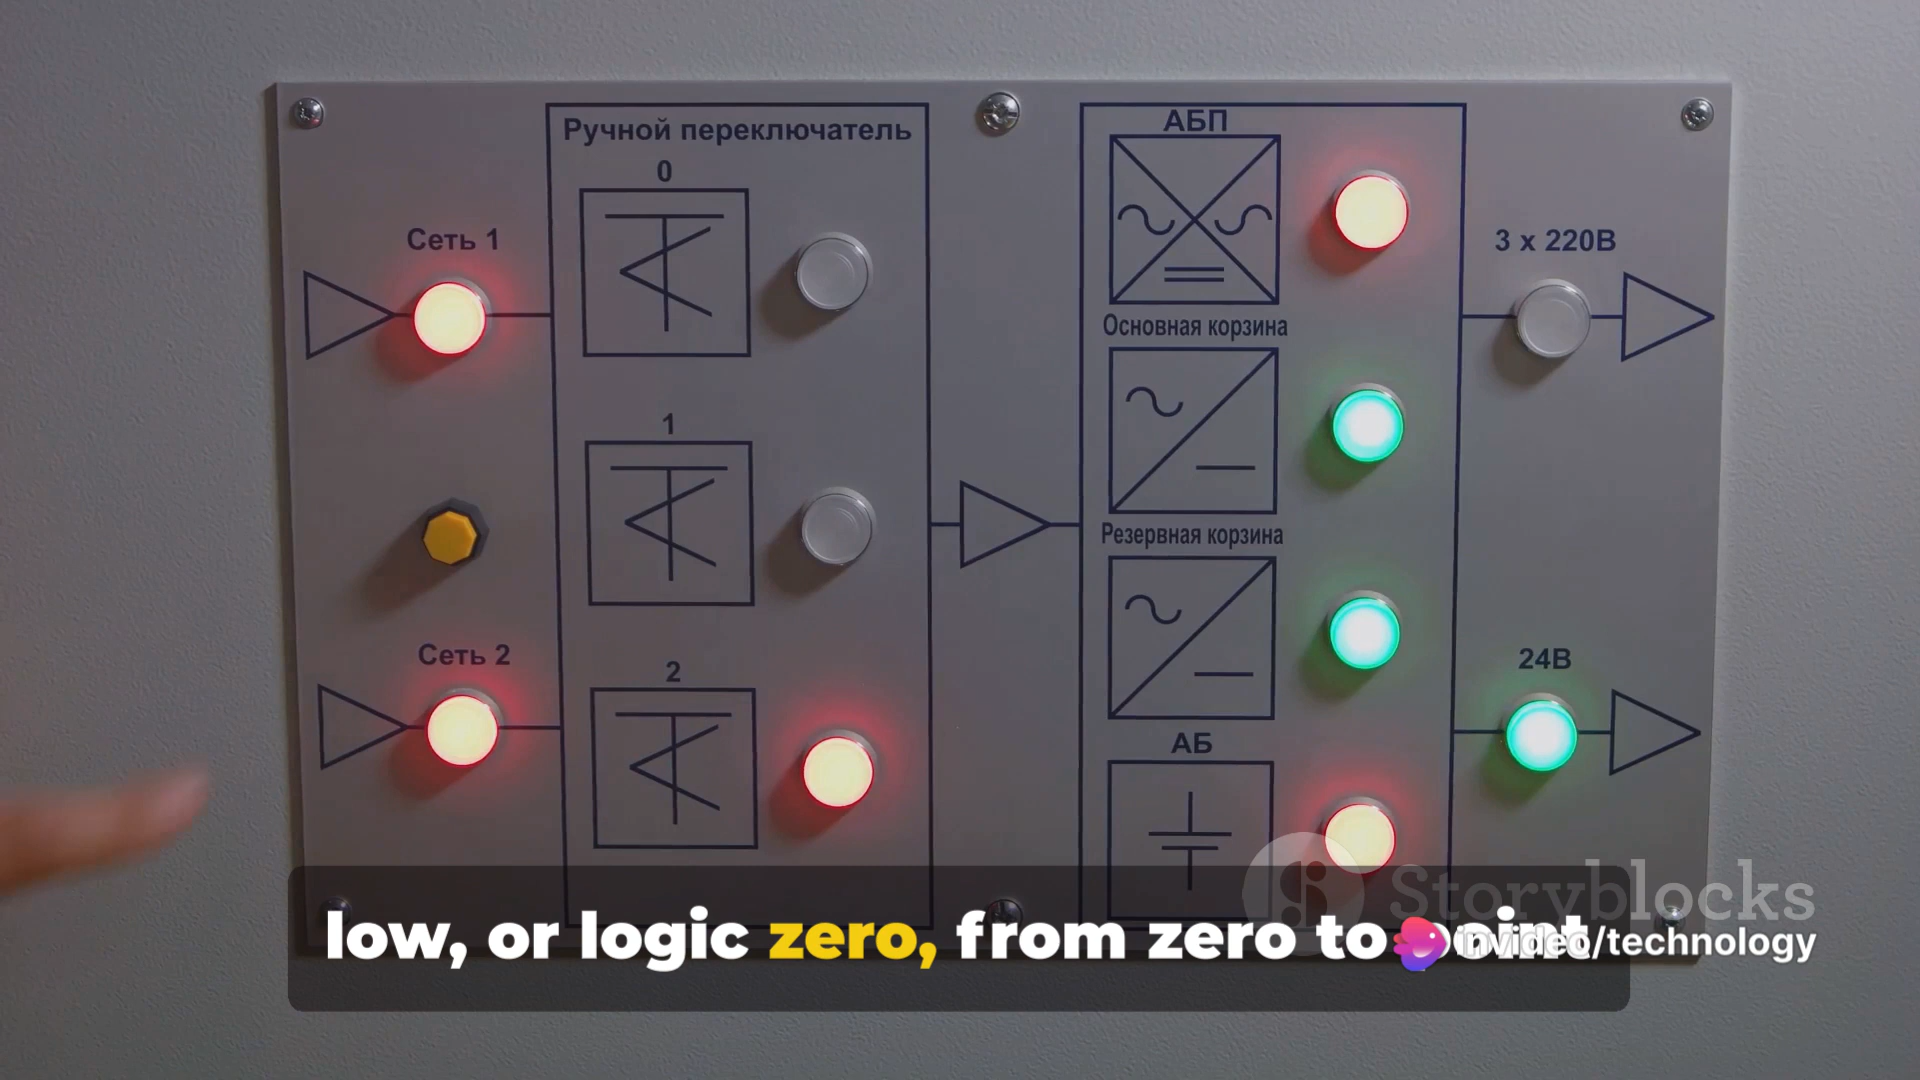 Ручной переключатель
0
Сеть 1
1
Сеть 2
2
АБП
Основная корзина
Резервная корзина
АБ
3 x 220В
24В
Storyblocks
low, or logic zero, from zero to point
invideo/technology